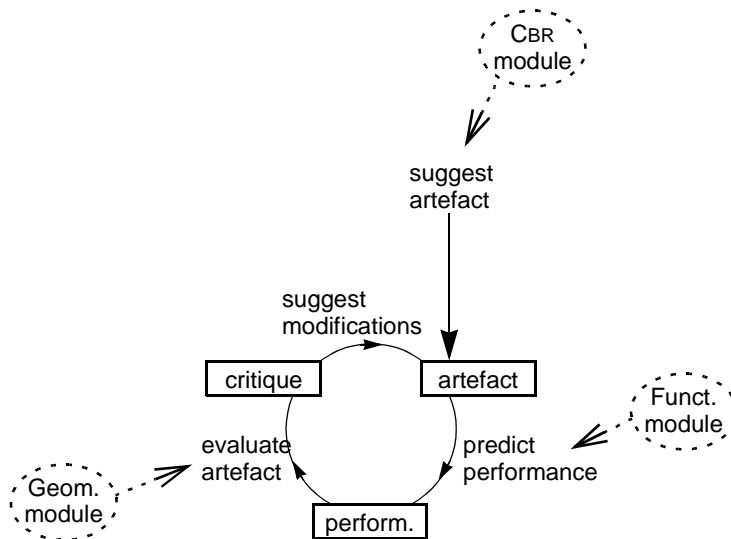 CBR
module
suggest
artefact
suggest
modifications
critique
artefact
Funct.
module
evaluate
artefact
predict
performance
Geom.
module
perform.